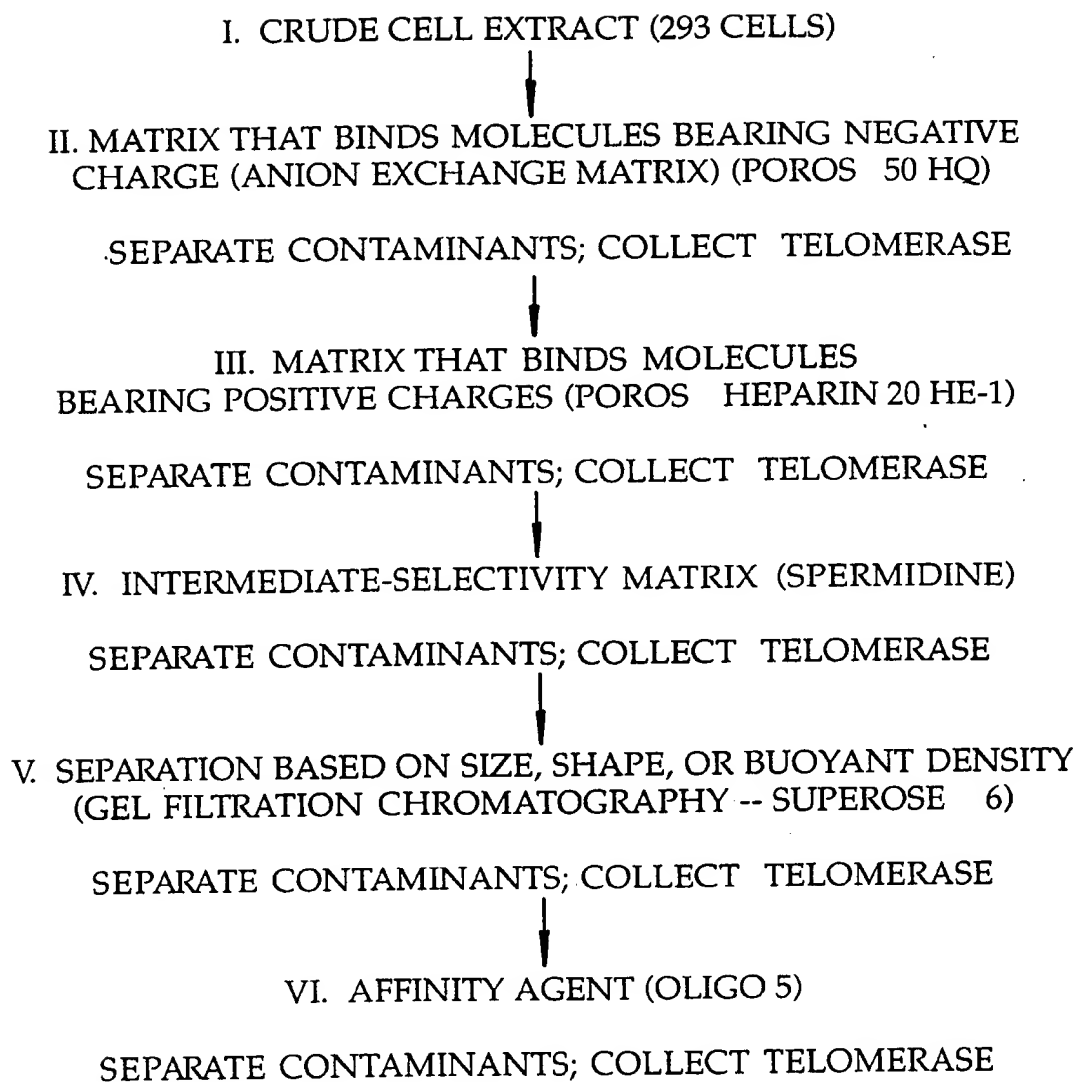 I. CRUDE CELL EXTRACT (293 CELLS)
II. MATRIX THAT BINDS MOLECULES BEARING NEGATIVE
CHARGE (ANION EXCHANGE MATRIX) (POROS 50 HQ)
SEPARATE CONTAMINANTS; COLLECT TELOMERASE
III. MATRIX THAT BINDS MOLECULES
BEARING POSITIVE CHARGES (POROS HEPARIN 20 HE-1)
SEPARATE CONTAMINANTS; COLLECT TELOMERASE
IV. INTERMEDIATE-SELECTIVITY MATRIX (SPERMIDINE)
SEPARATE CONTAMINANTS; COLLECT TELOMERASE
V. SEPARATION BASED ON SIZE, SHAPE, OR BUOYANT DENSITY
(GEL FILTRATION CHROMATOGRAPHY -- SUPEROSE 6)
SEPARATE CONTAMINANTS; COLLECT TELOMERASE
VI. AFFINITY AGENT (OLIGO 5)
SEPARATE CONTAMINANTS; COLLECT TELOMERASE